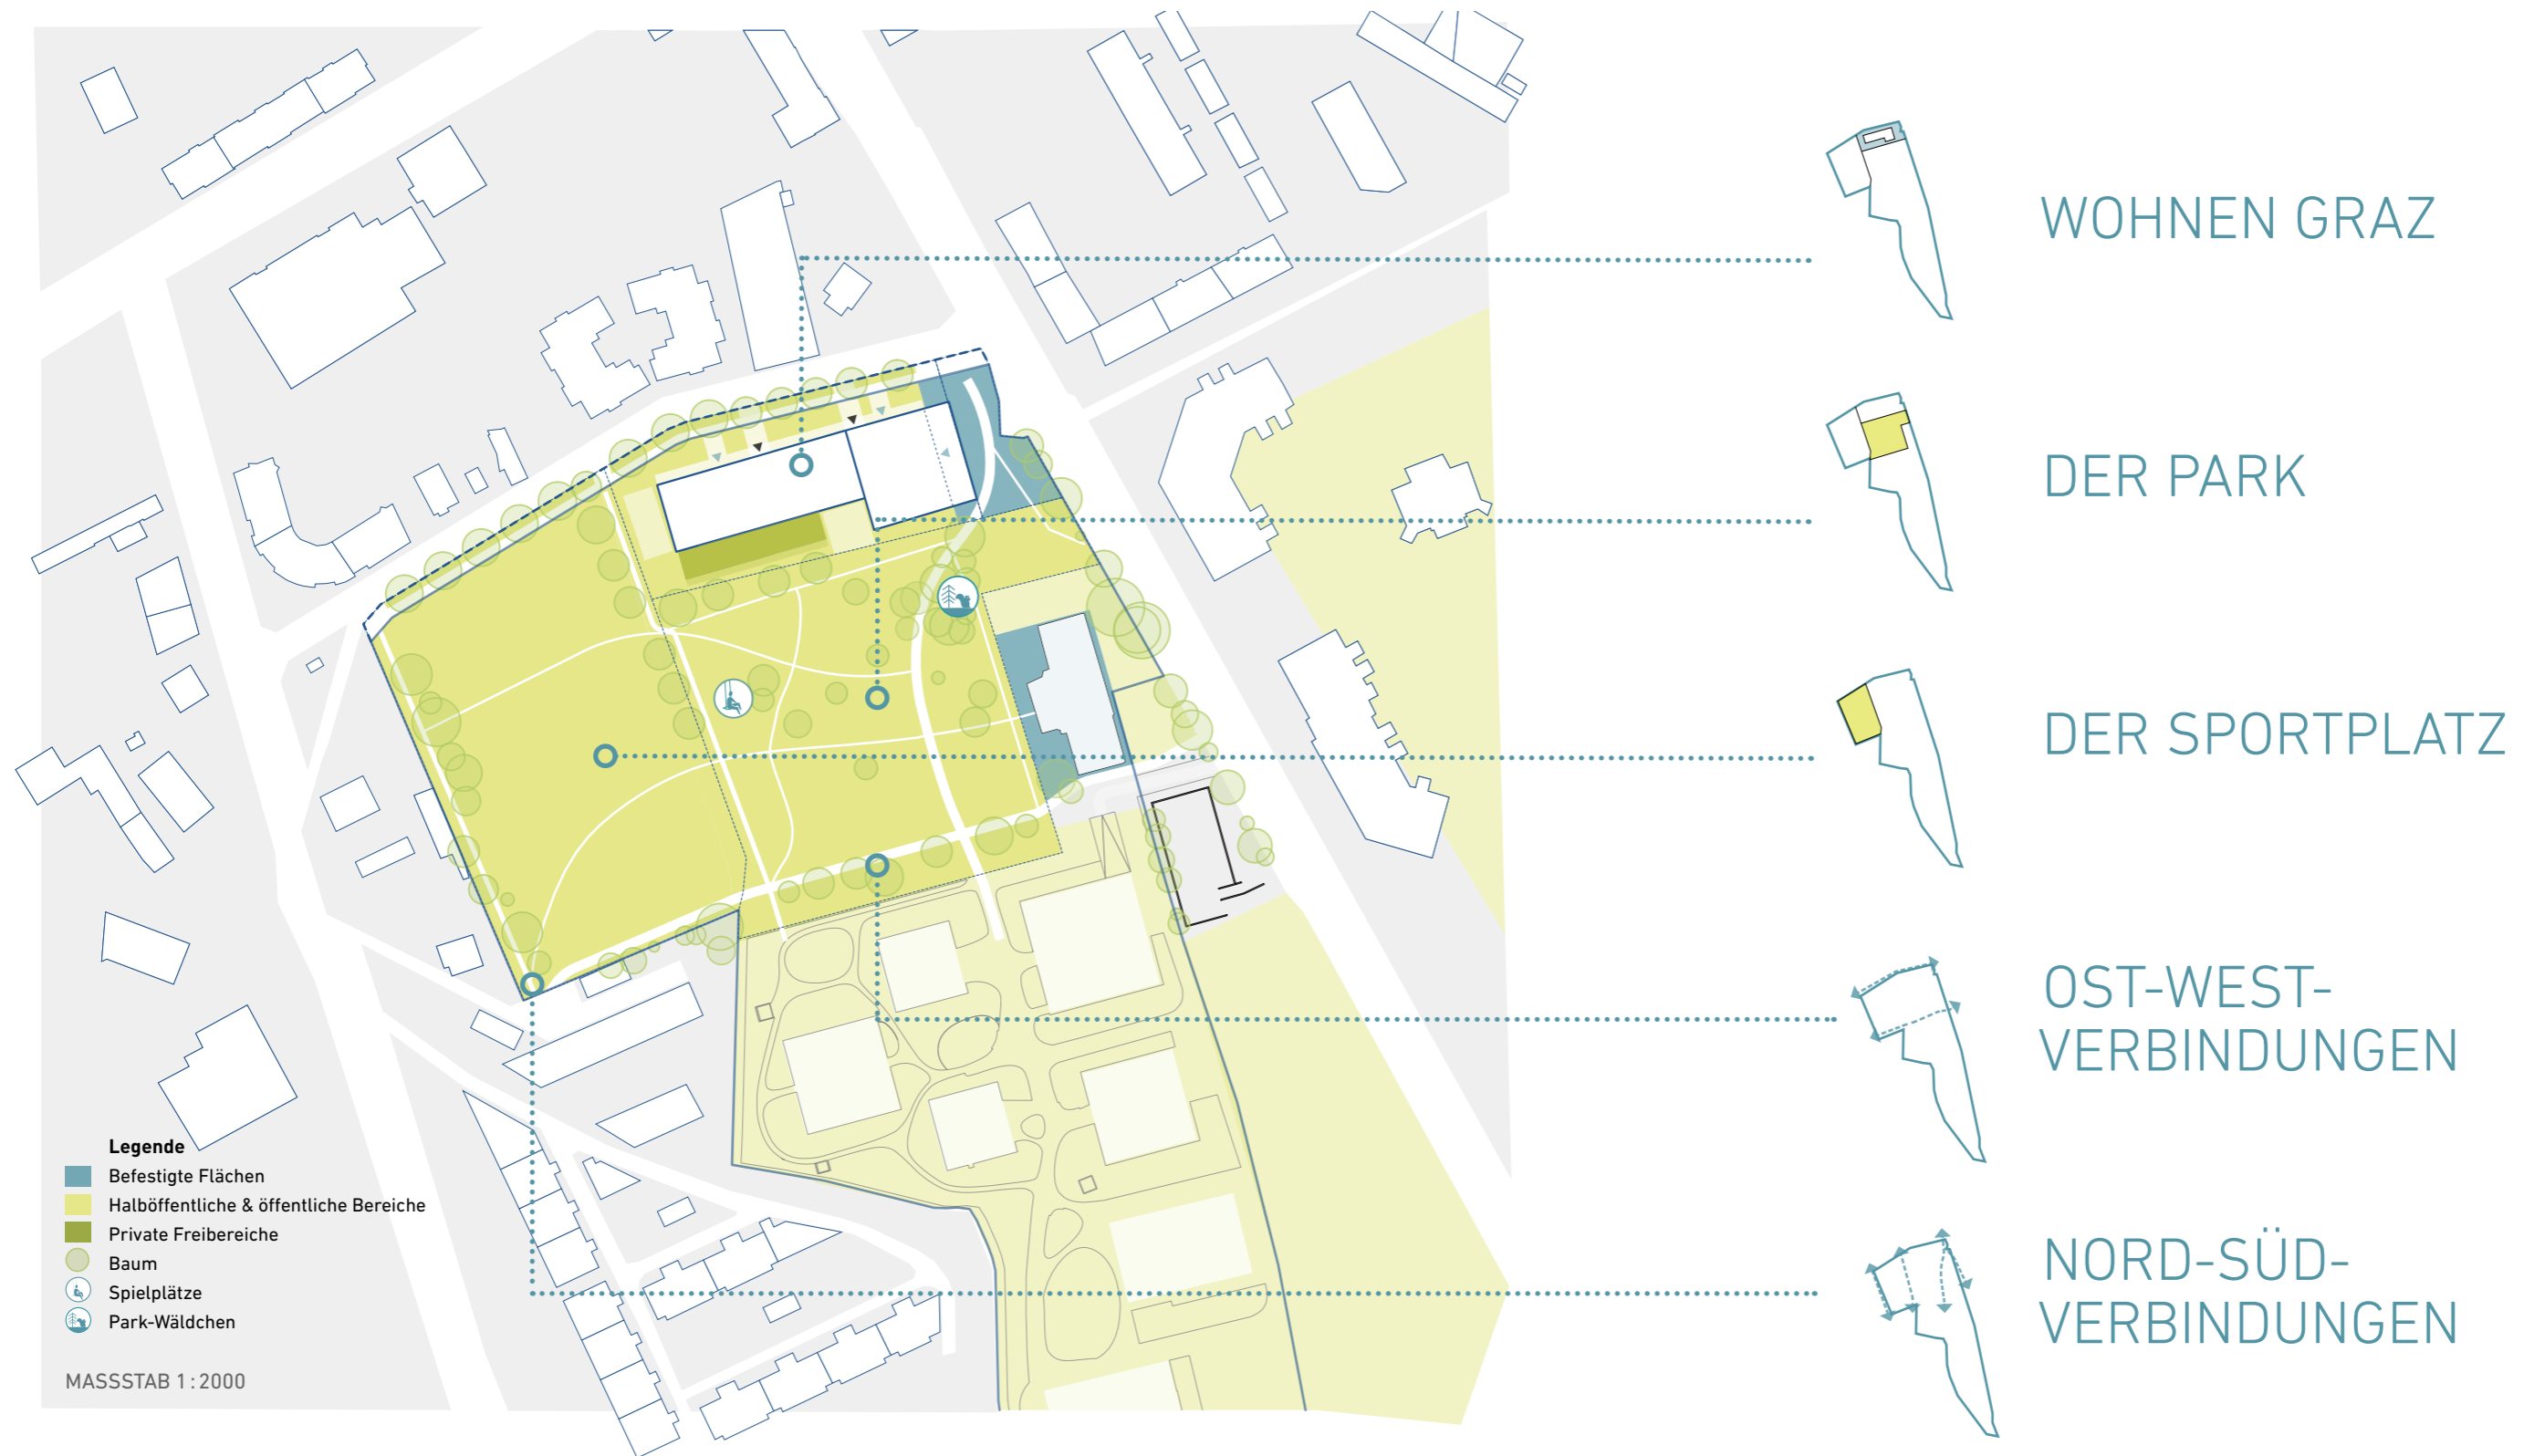 WOHNEN GRAZ
DER PARK
DER SPORTPLATZ
OST-WEST-
VERBINDUNGEN
NORD-SÜD-
VERBINDUNGEN
Legende
Befestigte Flächen
Halböffentliche & öffentliche Bereiche
Private Freibereiche
Baum
Spielplätze
Park-Wäldchen
MASSSTAB 1 : 2000